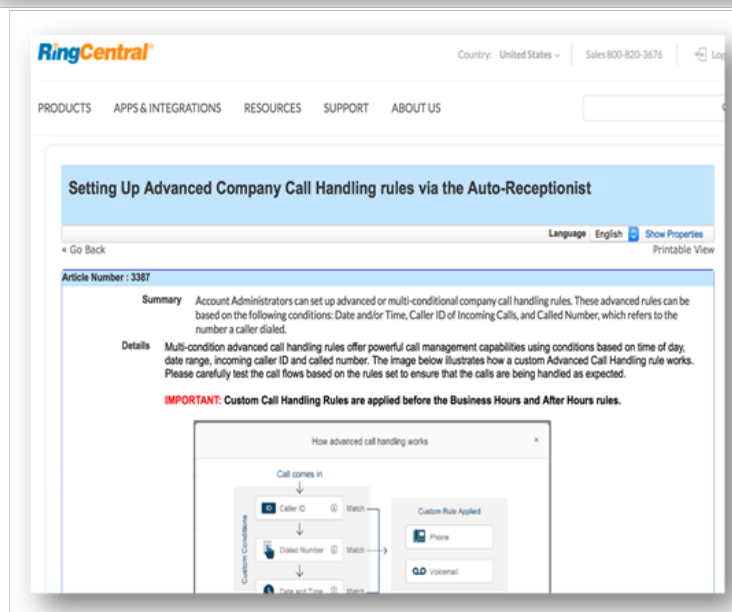 RingCentral®
Country: United States
Sales 800-820-3676
PRODUCTS APPS & INTEGRATIONS RESOURCES SUPPORT ABOUT US
Setting Up Advanced Company Call Handling rules via the Auto-Receptionist
Language English Show Properties
« Go Back Printable View
Article Number : 3387
Summary Account Administrators can set up advanced or multi-conditional company call handling rules. These advanced rules can be
based on the following conditions: Date and/or Time, Caller ID of Incoming Calls, and Called Number, which refers to the
number a caller dialed.
Details Multi-condition advanced call handling rules offer powerful call management capabilities using conditions based on time of day,
date range, incoming caller ID and called number. The image below illustrates how a custom Advanced Call Handling rule works.
Please carefully test the call flows based on the rules set to ensure that the calls are being handled as expected.
IMPORTANT: Custom Call Handling Rules are applied before the Business Hours and After Hours rules.
How advanced call handling works ×
Call comes in
Custom Conditions
ID Caller ID Match
Dialed Number Match
Date and Time Match
Custom Rule Applied
Phone
Voicemail